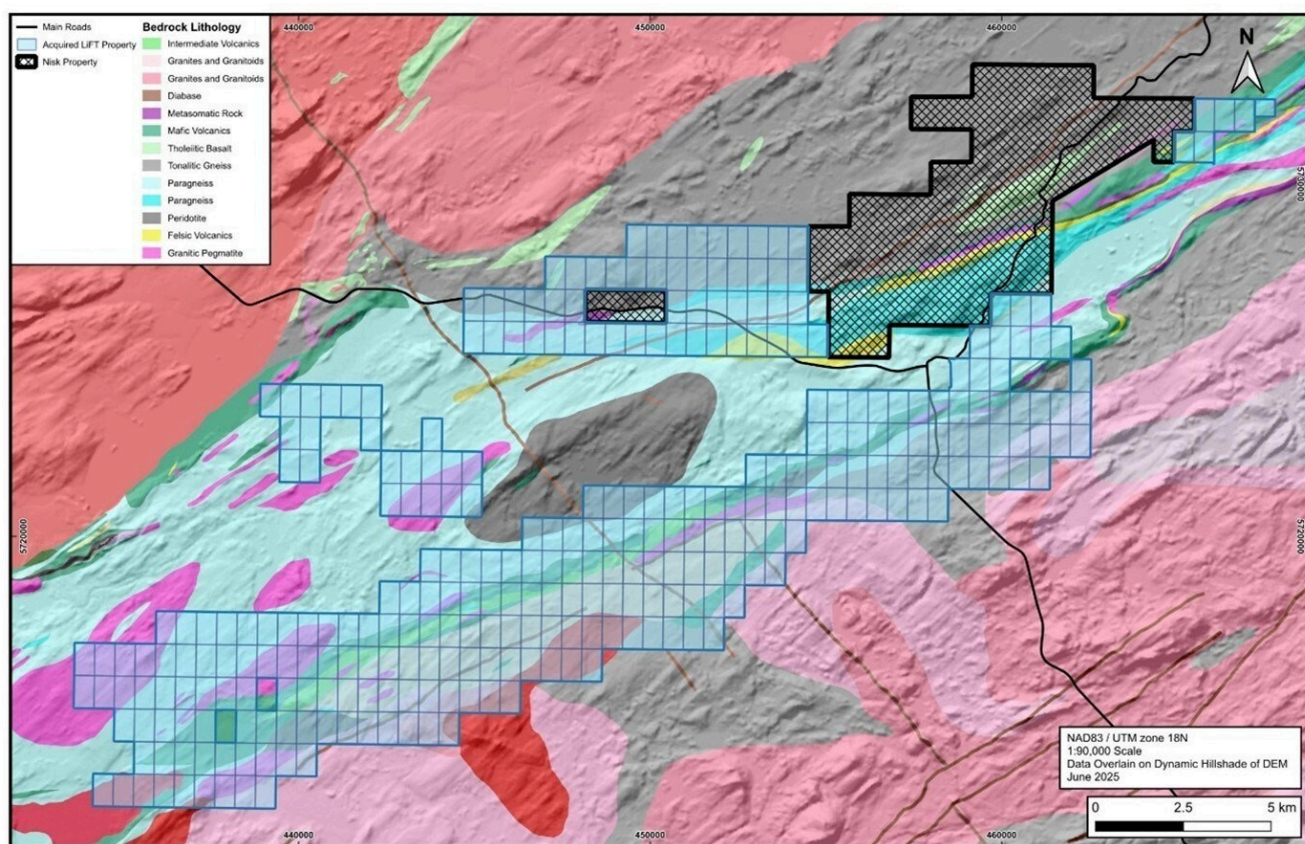 440000
450000
460000
Main Roads
Acquired LiFT Property
Nisk Property
Bedrock Lithology
Intermediate Volcanics
Granites and Granitoids
Granites and Granitoids
Diabase
Metasomatic Rock
Mafic Volcanics
Tholeiitic Basalt
Tonalitic Gneiss
Paragneiss
Paragneiss
Peridotite
Felsic Volcanics
Granitic Pegmatite
N
5730000
5720000
5720000
NAD83 / UTM zone 18N
1:90,000 Scale
Data Overlain on Dynamic Hillshade of DEM
June 2025
0 2.5 5 km
440000
450000
460000